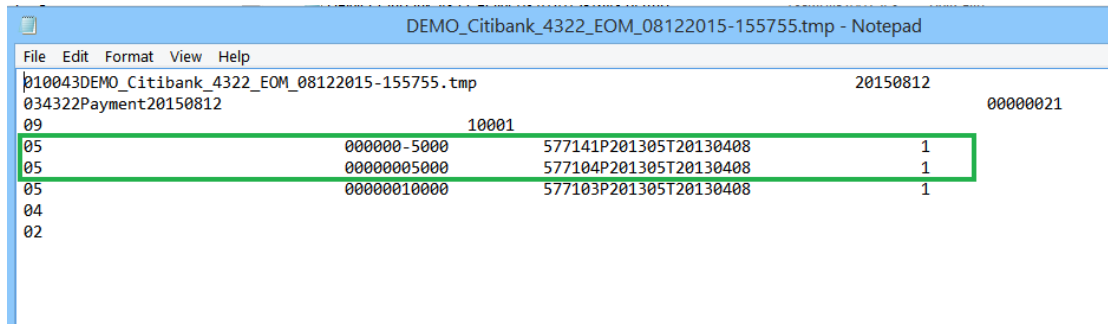 DEMO_Citibank_4322_EOM_08122015-155755.tmp - Notepad
File Edit Format View Help
010043DEMO_Citibank_4322_EOM_08122015-155755.tmp 20150812
034322Payment20150812 00000021
09 10001
05 000000-5000 577141P201305T20130408 1
05 00000005000 577104P201305T20130408 1
05 00000010000 577103P201305T20130408 1
04
02